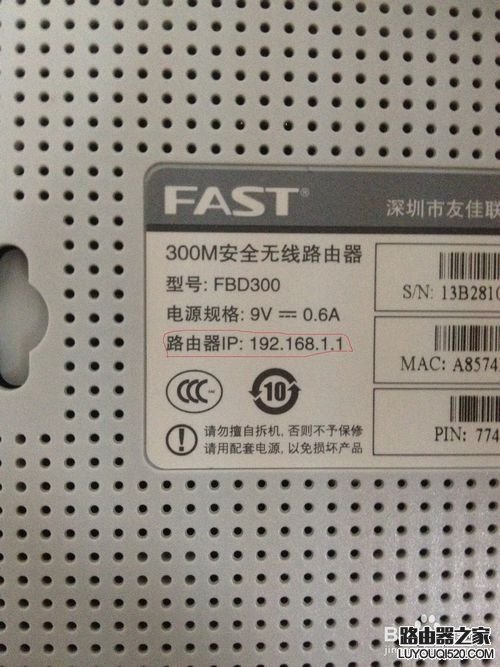 FAST®
深圳市友佳联
300M安全无线路由器
型号: FBD300
电源规格: 9V ⎓ 0.6A
路由器IP: 192.168.1.1
S/N: 13B2810
MAC: A8574
PIN: 774
CCC
10
请勿擅自拆机, 否则不予保修
请用配套电源, 以免损坏产品
路由器之家
LUYOUQI520.COM